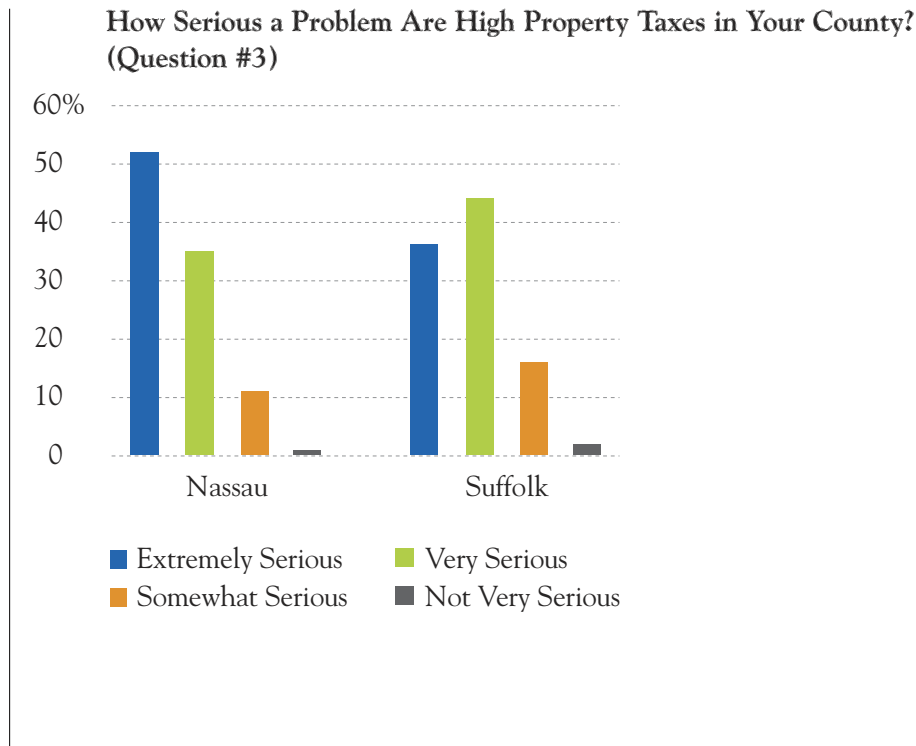 How Serious a Problem Are High Property Taxes in Your County?
(Question #3)
60%
50
40
30
20
10
0
Nassau Suffolk
Extremely Serious Very Serious
Somewhat Serious Not Very Serious